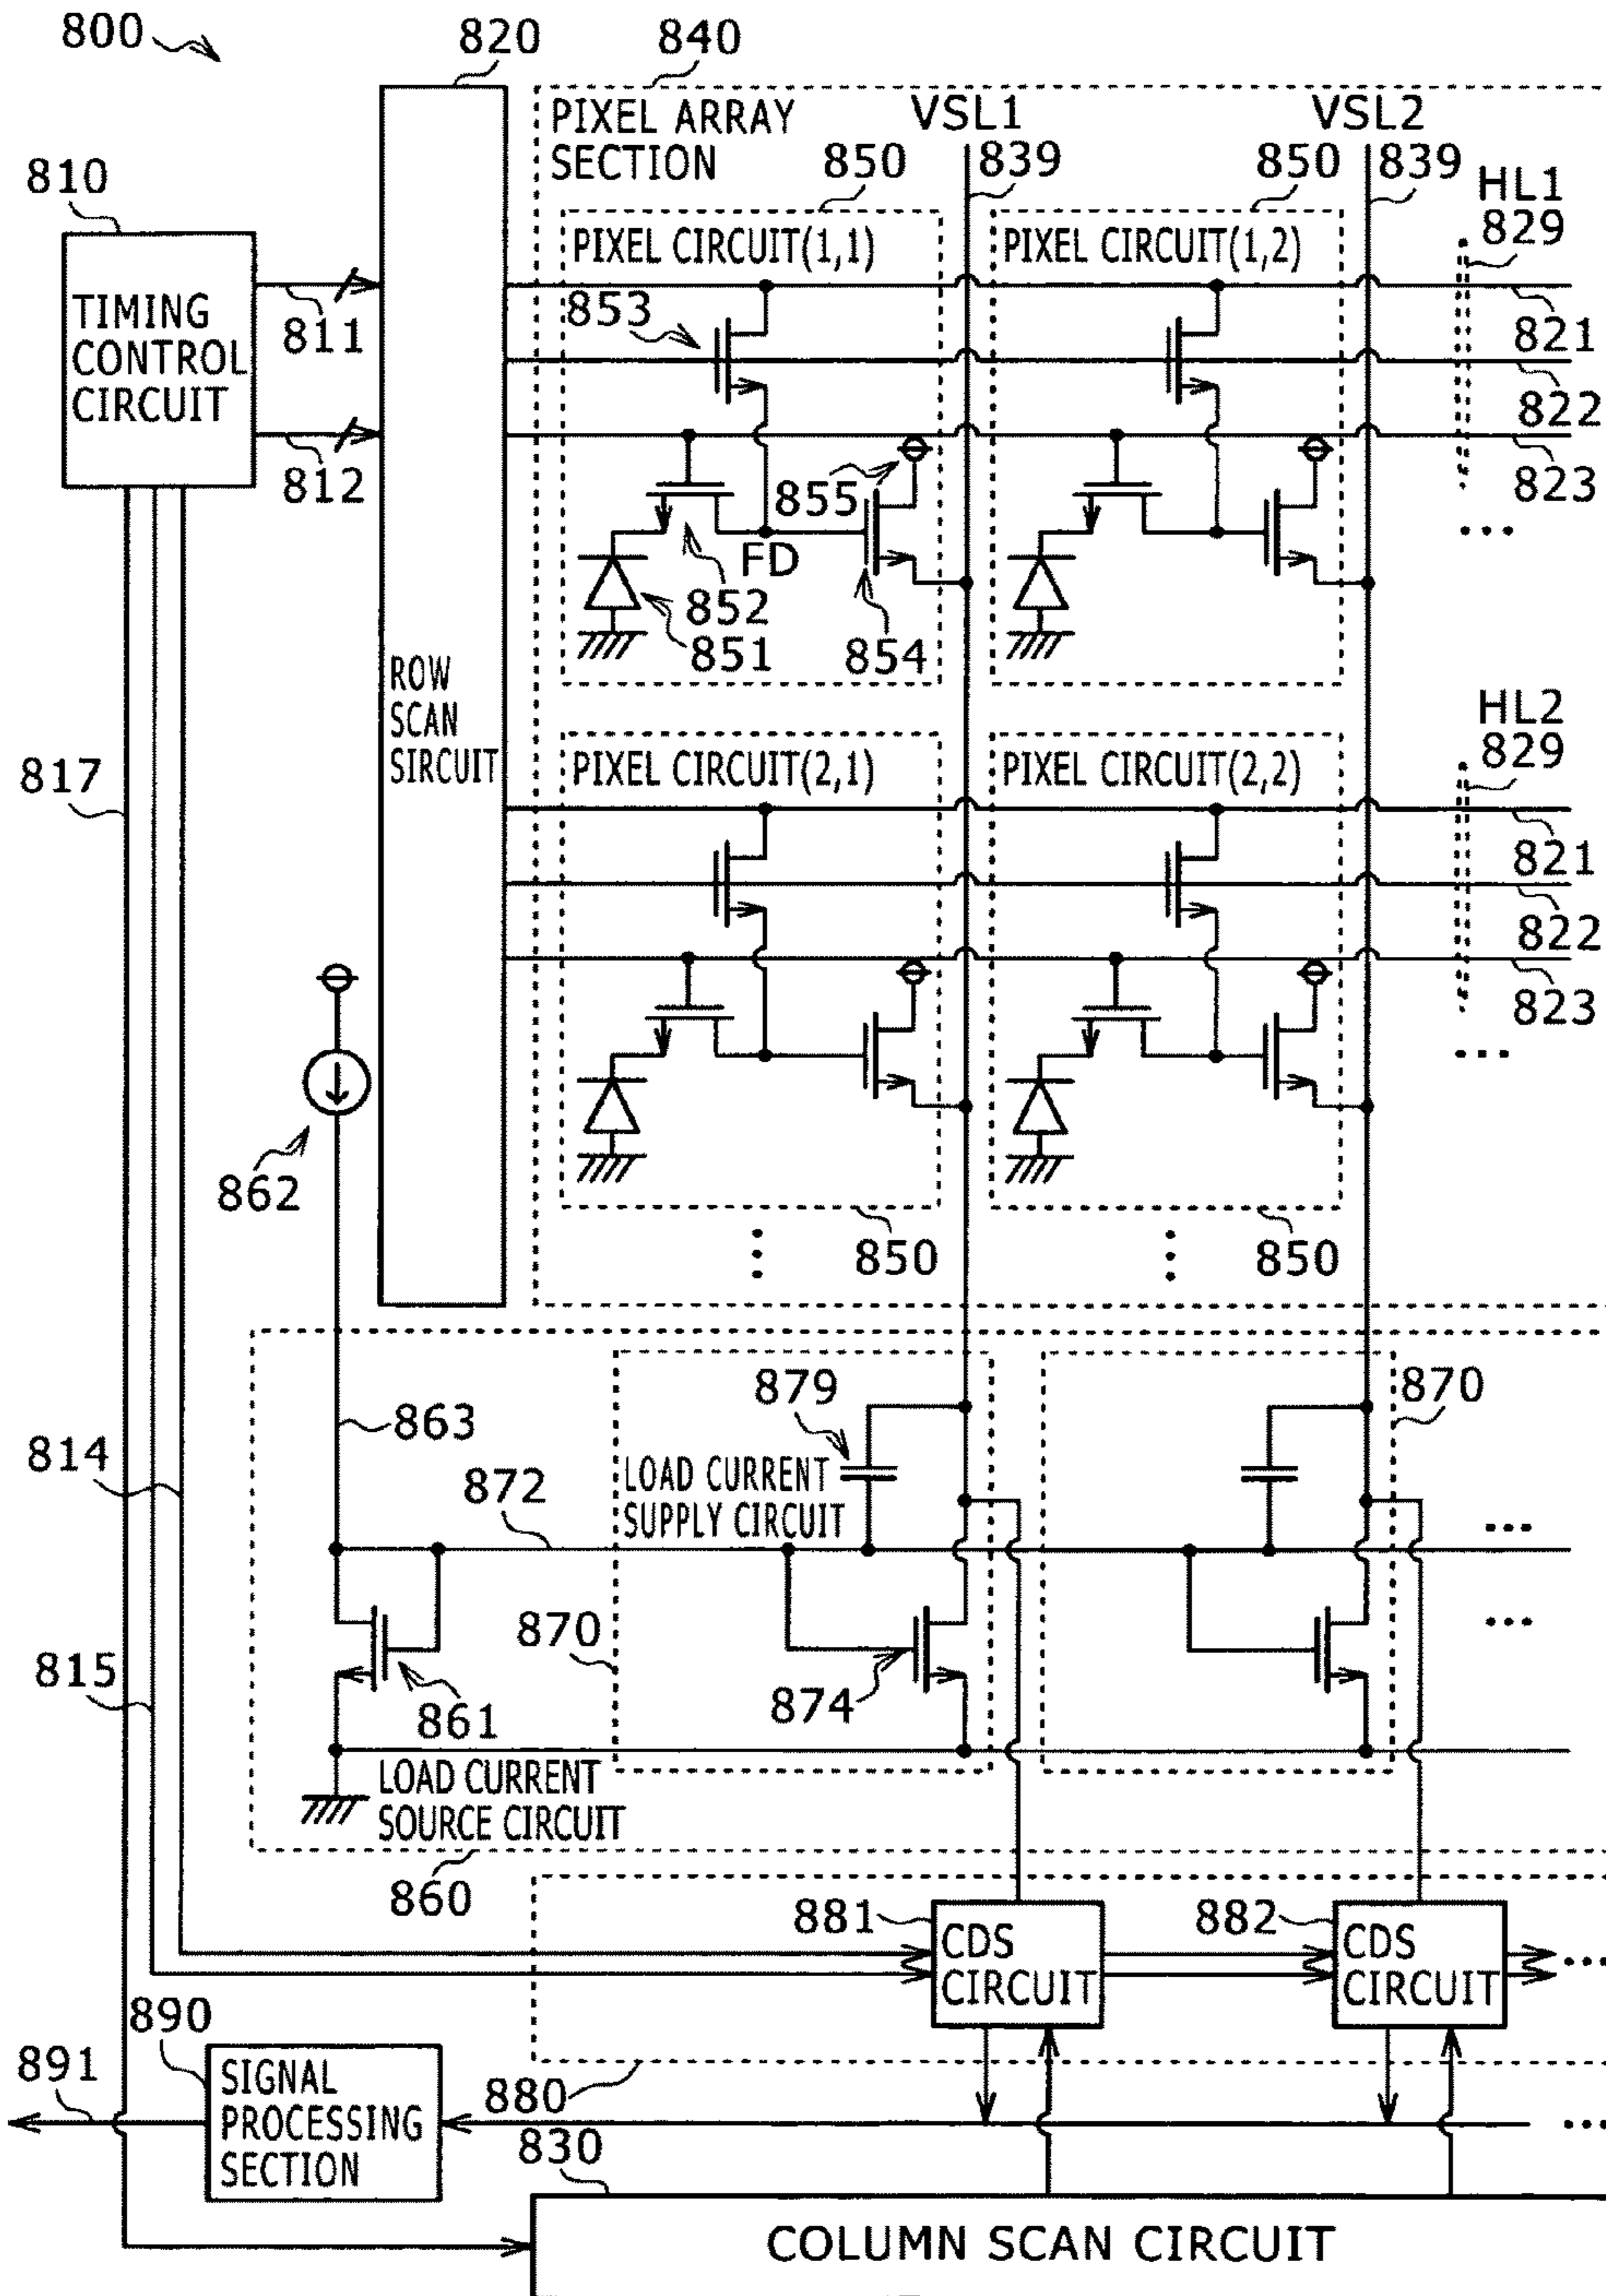 800
820
840
PIXEL ARRAY
SECTION
VSL1
VSL2
850
839
850
839
810
HL1
829
PIXEL CIRCUIT(1,1)
PIXEL CIRCUIT(1,2)
TIMING
CONTROL
CIRCUIT
811
853
821
822
812
855
823
...
FD
852
851
854
ROW
SCAN
SIRCUIT
HL2
829
817
PIXEL CIRCUIT(2,1)
PIXEL CIRCUIT(2,2)
821
822
823
...
862
850
850
879
870
863
814
LOAD CURRENT
SUPPLY CIRCUIT
872
...
870
...
815
861
874
LOAD CURRENT
SOURCE CIRCUIT
860
881
882
CDS
CIRCUIT
CDS
CIRCUIT
...
890
891
SIGNAL
PROCESSING
SECTION
880
...
830
COLUMN SCAN CIRCUIT